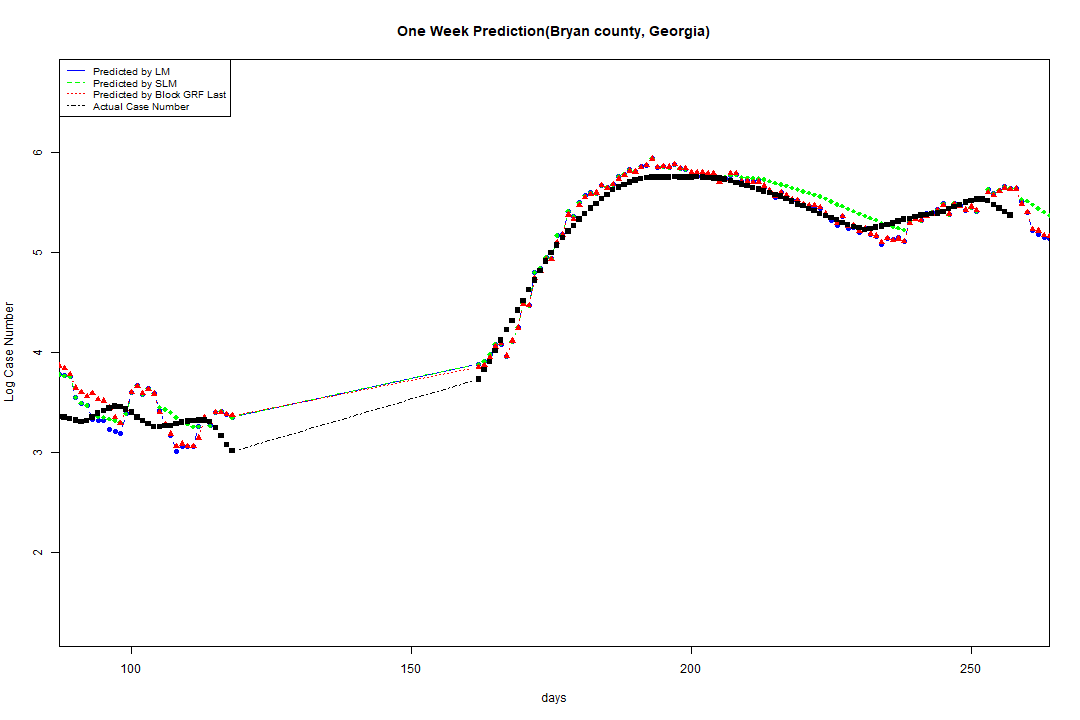 One Week Prediction(Bryan county, Georgia)
Predicted by LM
Predicted by SLM
Predicted by Block GRF Last
Actual Case Number
6
5
4
3
2
Log Case Number
100 150 200 250
days